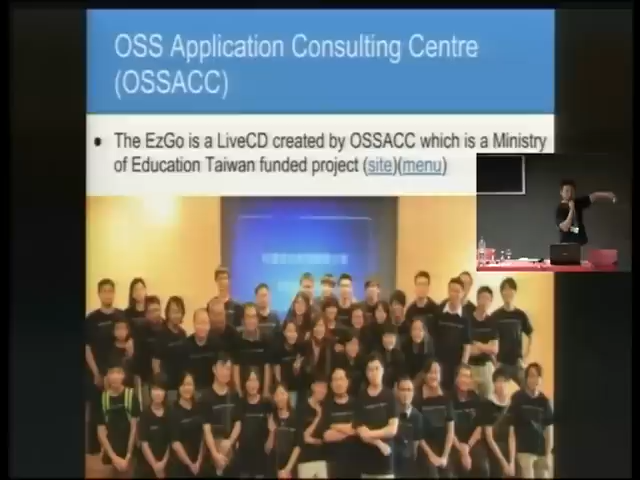 OSS Application Consulting Centre
(OSSACC)
• The EzGo is a LiveCD created by OSSACC which is a Ministry
of Education Taiwan funded project (site)(menu)